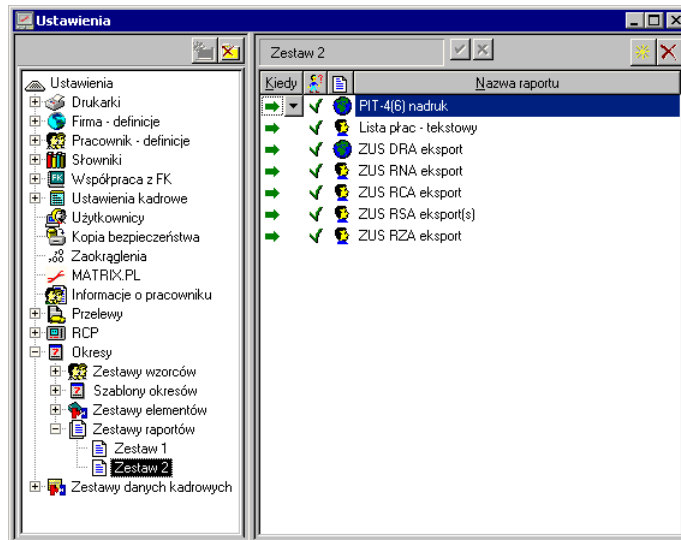 Ustawienia
Zestaw 2
Ustawienia
Drukarki
Firma - definicje
Pracownik - definicje
Słowniki
Współpraca z FK
Ustawienia kadrowe
Użytkownicy
Kopia bezpieczeństwa
Zaokrąglenia
MATRIX.PL
Informacje o pracowniku
Przelewy
RCP
Okresy
Zestawy wzorców
Szablony okresów
Zestawy elementów
Zestawy raportów
Zestaw 1
Zestaw 2
Zestawy danych kadrowych
Kiedy Nazwa raportu
PIT-4(6) nadruk
Lista płac - tekstowy
ZUS DRA eksport
ZUS RNA eksport
ZUS RCA eksport
ZUS RSA eksport(s)
ZUS RZA eksport